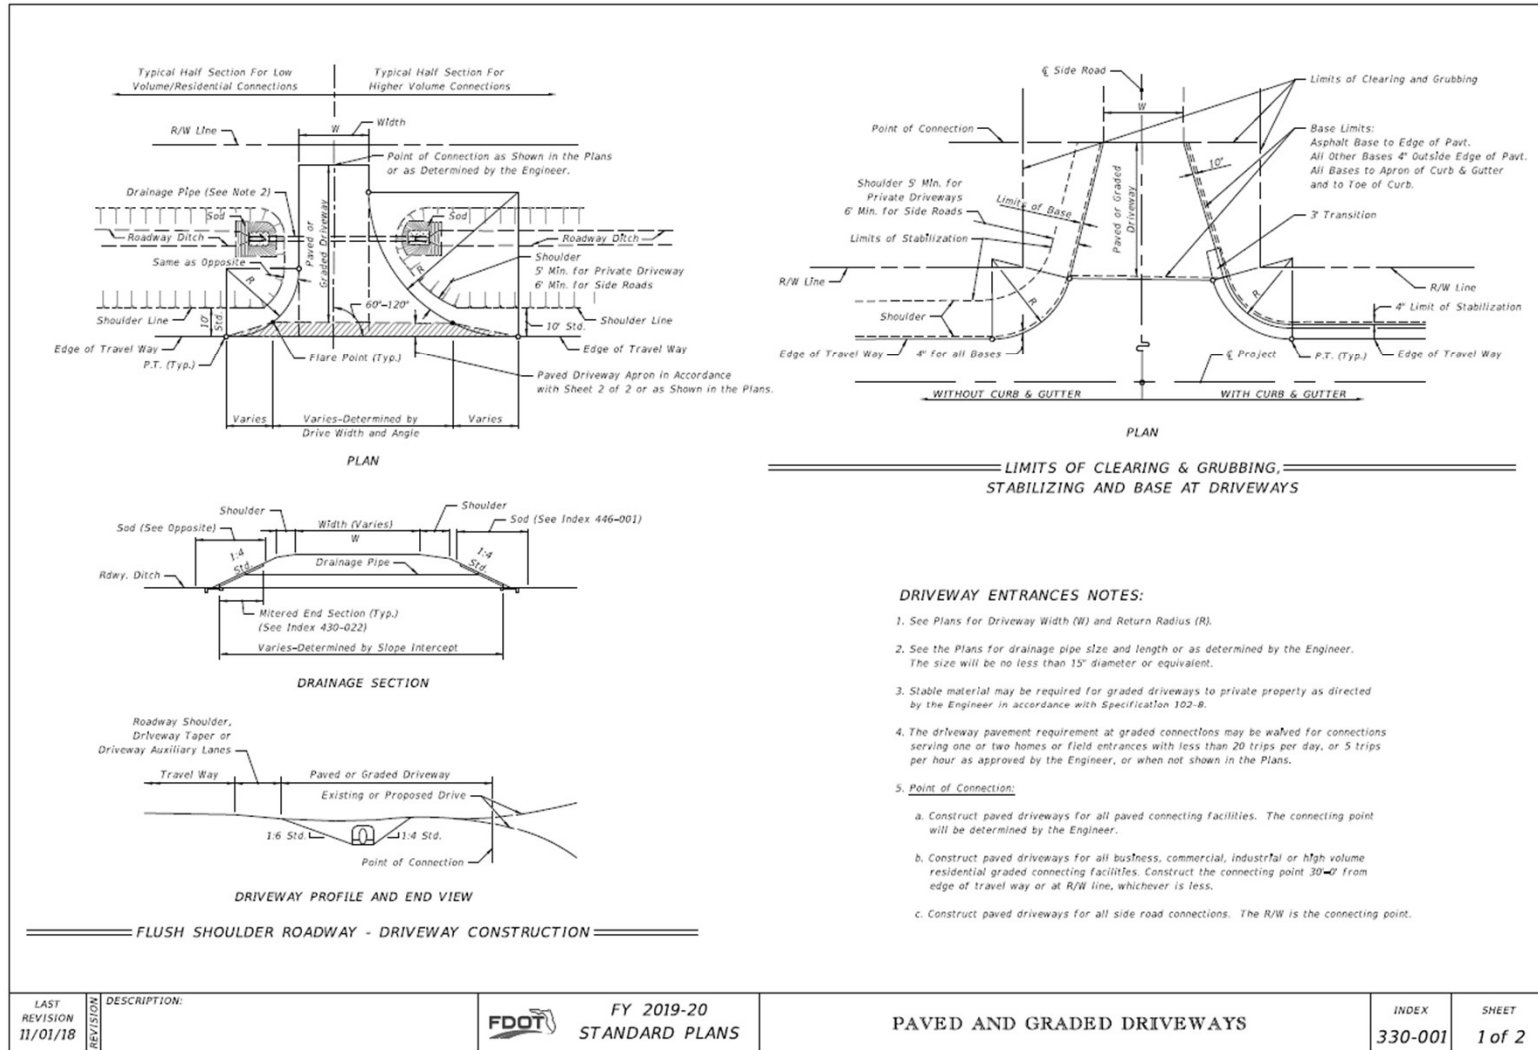 Typical Half Section For Low
Volume/Residential Connections
Typical Half Section For
Higher Volume Connections
R/W Line
W
Width
Point of Connection as Shown in the Plans
or as Determined by the Engineer.
Drainage Pipe (See Note 2)
Sod
Sod
Roadway Ditch
Roadway Ditch
Paved or
Graded Driveway
Same as Opposite
Shoulder
5' Min. for Private Driveway
6' Min. for Side Roads
R
R
60°-120°
Shoulder Line
10'
Std.
10' Std.
Shoulder Line
Edge of Travel Way
Edge of Travel Way
P.T. (Typ.)
Flare Point (Typ.)
Paved Driveway Apron in Accordance
with Sheet 2 of 2 or as Shown in the Plans.
Varies
Varies-Determined by
Drive Width and Angle
Varies
PLAN
Shoulder
Shoulder
Sod (See Opposite)
Width (Varies)
W
Sod (See Index 446-001)
1:4
Std.
1:4
Std.
Drainage Pipe
Rdwy. Ditch
Mitered End Section (Typ.)
(See Index 430-022)
Varies-Determined by Slope Intercept
DRAINAGE SECTION
Roadway Shoulder,
Driveway Taper or
Driveway Auxiliary Lanes
Travel Way
Paved or Graded Driveway
Existing or Proposed Drive
1:6 Std.
1:4 Std.
Point of Connection
DRIVEWAY PROFILE AND END VIEW
FLUSH SHOULDER ROADWAY - DRIVEWAY CONSTRUCTION
℄ Side Road
Limits of Clearing and Grubbing
W
Point of Connection
Base Limits:
Asphalt Base to Edge of Pavt.
All Other Bases 4" Outside Edge of Pavt.
All Bases to Apron of Curb & Gutter
and to Toe of Curb.
10"
Shoulder 5' Min. for
Private Driveways
6' Min. for Side Roads
Limits of Base
Paved or Graded
Driveway
3' Transition
Limits of Stabilization
R/W Line
R/W Line
R
R
Shoulder
4" Limit of Stabilization
Edge of Travel Way
4" for all Bases
℄ Project
P.T. (Typ.)
Edge of Travel Way
WITHOUT CURB & GUTTER
WITH CURB & GUTTER
PLAN
LIMITS OF CLEARING & GRUBBING,
STABILIZING AND BASE AT DRIVEWAYS
DRIVEWAY ENTRANCES NOTES:
1. See Plans for Driveway Width (W) and Return Radius (R).
2. See the Plans for drainage pipe size and length or as determined by the Engineer.
The size will be no less than 15" diameter or equivalent.
3. Stable material may be required for graded driveways to private property as directed
by the Engineer in accordance with Specification 102-8.
4. The driveway pavement requirement at graded connections may be waived for connections
serving one or two homes or field entrances with less than 20 trips per day, or 5 trips
per hour as approved by the Engineer, or when not shown in the Plans.
5. Point of Connection:
a. Construct paved driveways for all paved connecting facilities. The connecting point
will be determined by the Engineer.
b. Construct paved driveways for all business, commercial, industrial or high volume
residential graded connecting facilities. Construct the connecting point 30'-0" from
edge of travel way or at R/W line, whichever is less.
c. Construct paved driveways for all side road connections. The R/W is the connecting point.
LAST
REVISION
11/01/18
REVISION
DESCRIPTION:
FDOT
FY 2019-20
STANDARD PLANS
PAVED AND GRADED DRIVEWAYS
INDEX
330-001
SHEET
1 of 2